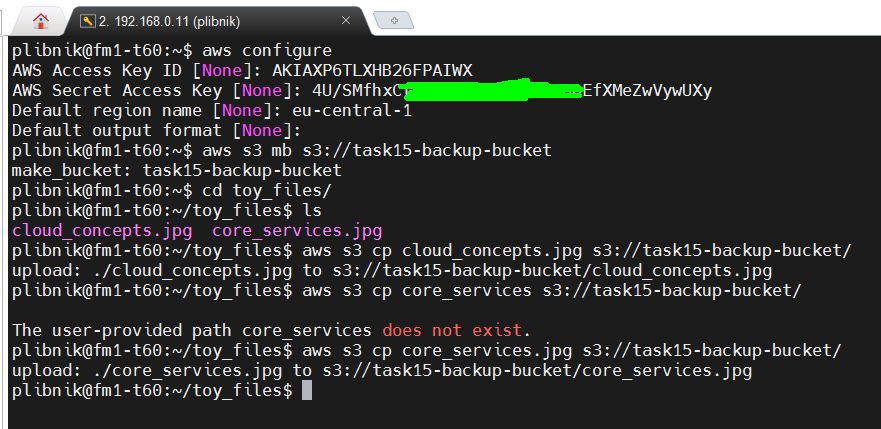 2. 192.168.0.11 (plibnik)
plibnik@fm1-t60:~$ aws configure
AWS Access Key ID [None]: AKIAXP6TLXHB26FPAIWX
AWS Secret Access Key [None]: 4U/SMfhxC EfXMeZwVywUXy
Default region name [None]: eu-central-1
Default output format [None]:
plibnik@fm1-t60:~$ aws s3 mb s3://task15-backup-bucket
make_bucket: task15-backup-bucket
plibnik@fm1-t60:~$ cd toy_files/
plibnik@fm1-t60:~/toy_files$ ls
cloud_concepts.jpg  core_services.jpg
plibnik@fm1-t60:~/toy_files$ aws s3 cp cloud_concepts.jpg s3://task15-backup-bucket/
upload: ./cloud_concepts.jpg to s3://task15-backup-bucket/cloud_concepts.jpg
plibnik@fm1-t60:~/toy_files$ aws s3 cp core_services s3://task15-backup-bucket/
The user-provided path core_services does not exist.
plibnik@fm1-t60:~/toy_files$ aws s3 cp core_services.jpg s3://task15-backup-bucket/
upload: ./core_services.jpg to s3://task15-backup-bucket/core_services.jpg
plibnik@fm1-t60:~/toy_files$